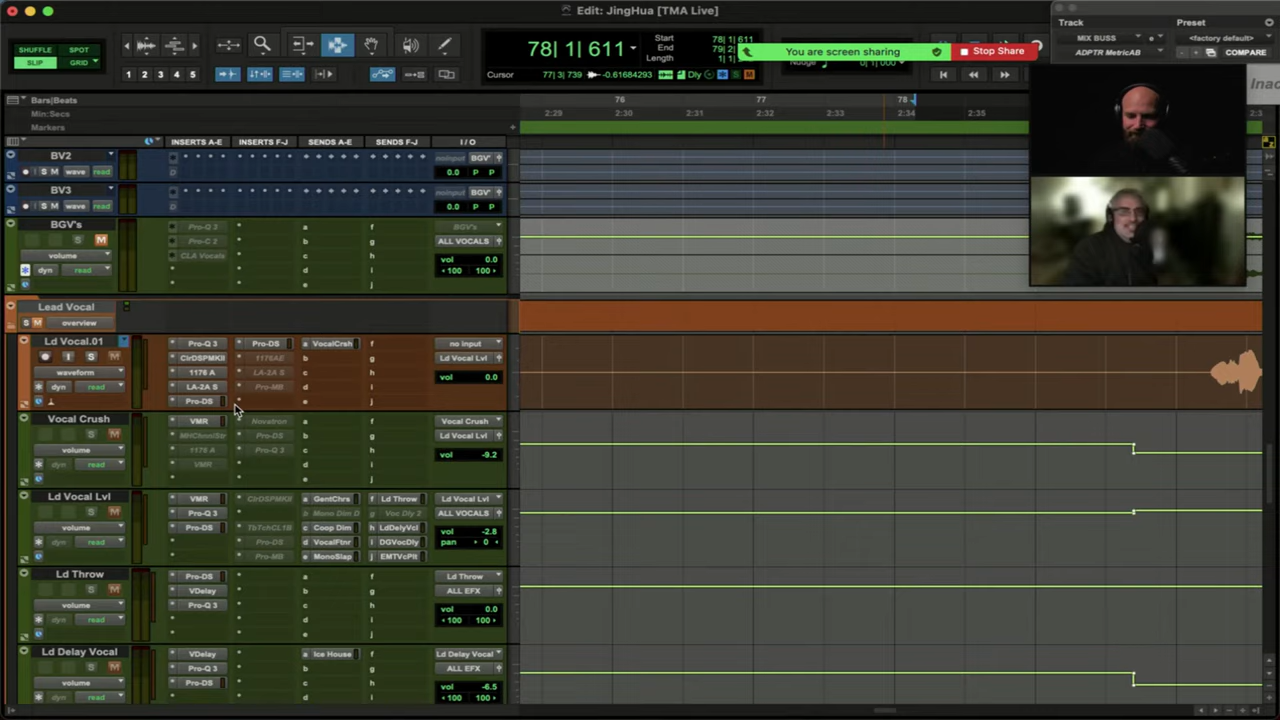 Edit: JingHua [TMA Live]
Track
Preset
MIX BUSS
e
<factory default>
ADPTR MetricAB
COMPARE
SHUFFLE SPOT
SLIP GRID
1 2 3 4 5
78| 1| 611
Start 78| 1| 611
End
Length
Cursor 77| 3| 739 -0.61684293 Dly S M
You are screen sharing
Stop Share
Bars|Beats
76 77 78
Min:Secs
2:29 2:30 2:31 2:32 2:33 2:34 2:35
Markers
INSERTS A-E INSERTS F-J SENDS A-E SENDS F-J I / O
BV2
noinput BGV'
S M wave read
0.0 P P
BV3
noinput BGV'
S M wave read
0.0 P P
BGV's
Pro-Q 3 a f BGV's
S M Pro-C 2 b g ALL VOCALS
volume CLA Vocals c h vol 0.0
dyn read d i 100 100
e j
Lead Vocal
S M overview
Ld Vocal.01
Pro-Q 3 Pro-DS VocalCrsh f no input
I S M ClrDSPMKII 1176AE b g Ld Vocal Lvl
waveform 1176 A LA-2A S c h vol 0.0
dyn read LA-2A S Pro-MB d i
Pro-DS e j
Vocal Crush
VMR Novatron a f Vocal Crush
S M MHChnnlStr Pro-DS b g Ld Vocal Lvl
volume 1176 A Pro-Q 3 c h vol -9.2
dyn read VMR d i
e j
Ld Vocal Lvl
VMR ClrDSPMKII GentChrs f Ld Throw Ld Vocal Lvl
S M Pro-Q 3 b Mono Dim D g Voc Dly 2 ALL VOCALS
volume Pro-DS TbTchCL1B c Coop Dim h LdDelyVcl vol -2.8
dyn read d VocalFtnr i DGVocDly pan 0
Pro-MB e MonoSlap j EMTVcPlt
Ld Throw
Pro-DS a f Ld Throw
S M VDelay b g ALL EFX
volume Pro-Q 3 c h vol 0.0
dyn read d i 100 100
e j
Ld Delay Vocal
VDelay a Ice House f Ld Delay Vocal
S M Pro-Q 3 b g ALL EFX
volume Pro-DS c h vol -6.5
dyn read d i 100 100